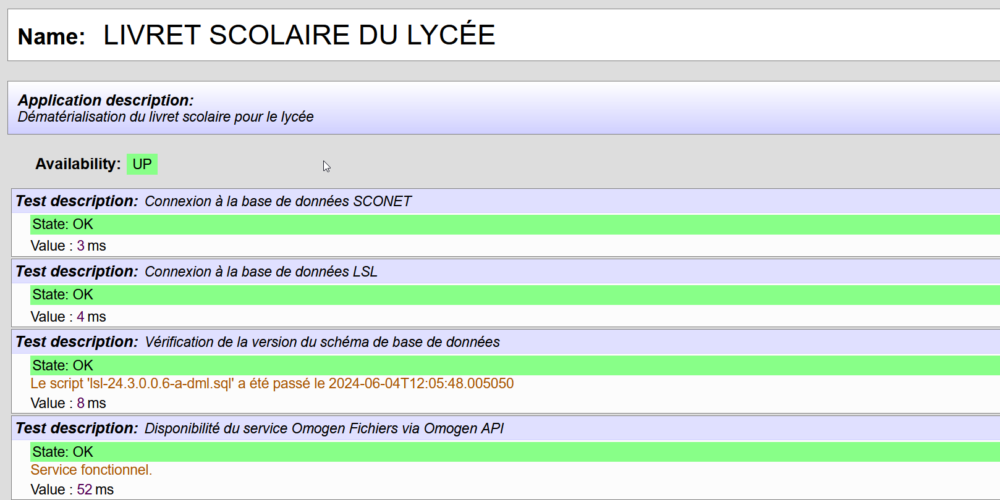 Name: LIVRET SCOLAIRE DU LYCÉE
Application description:
Dématérialisation du livret scolaire pour le lycée
Availability: UP
Test description: Connexion à la base de données SCONET
State: OK
Value : 3 ms
Test description: Connexion à la base de données LSL
State: OK
Value : 4 ms
Test description: Vérification de la version du schéma de base de données
State: OK
Le script 'lsl-24.3.0.0.6-a-dml.sql' a été passé le 2024-06-04T12:05:48.005050
Value : 8 ms
Test description: Disponibilité du service Omogen Fichiers via Omogen API
State: OK
Service fonctionnel.
Value : 52 ms